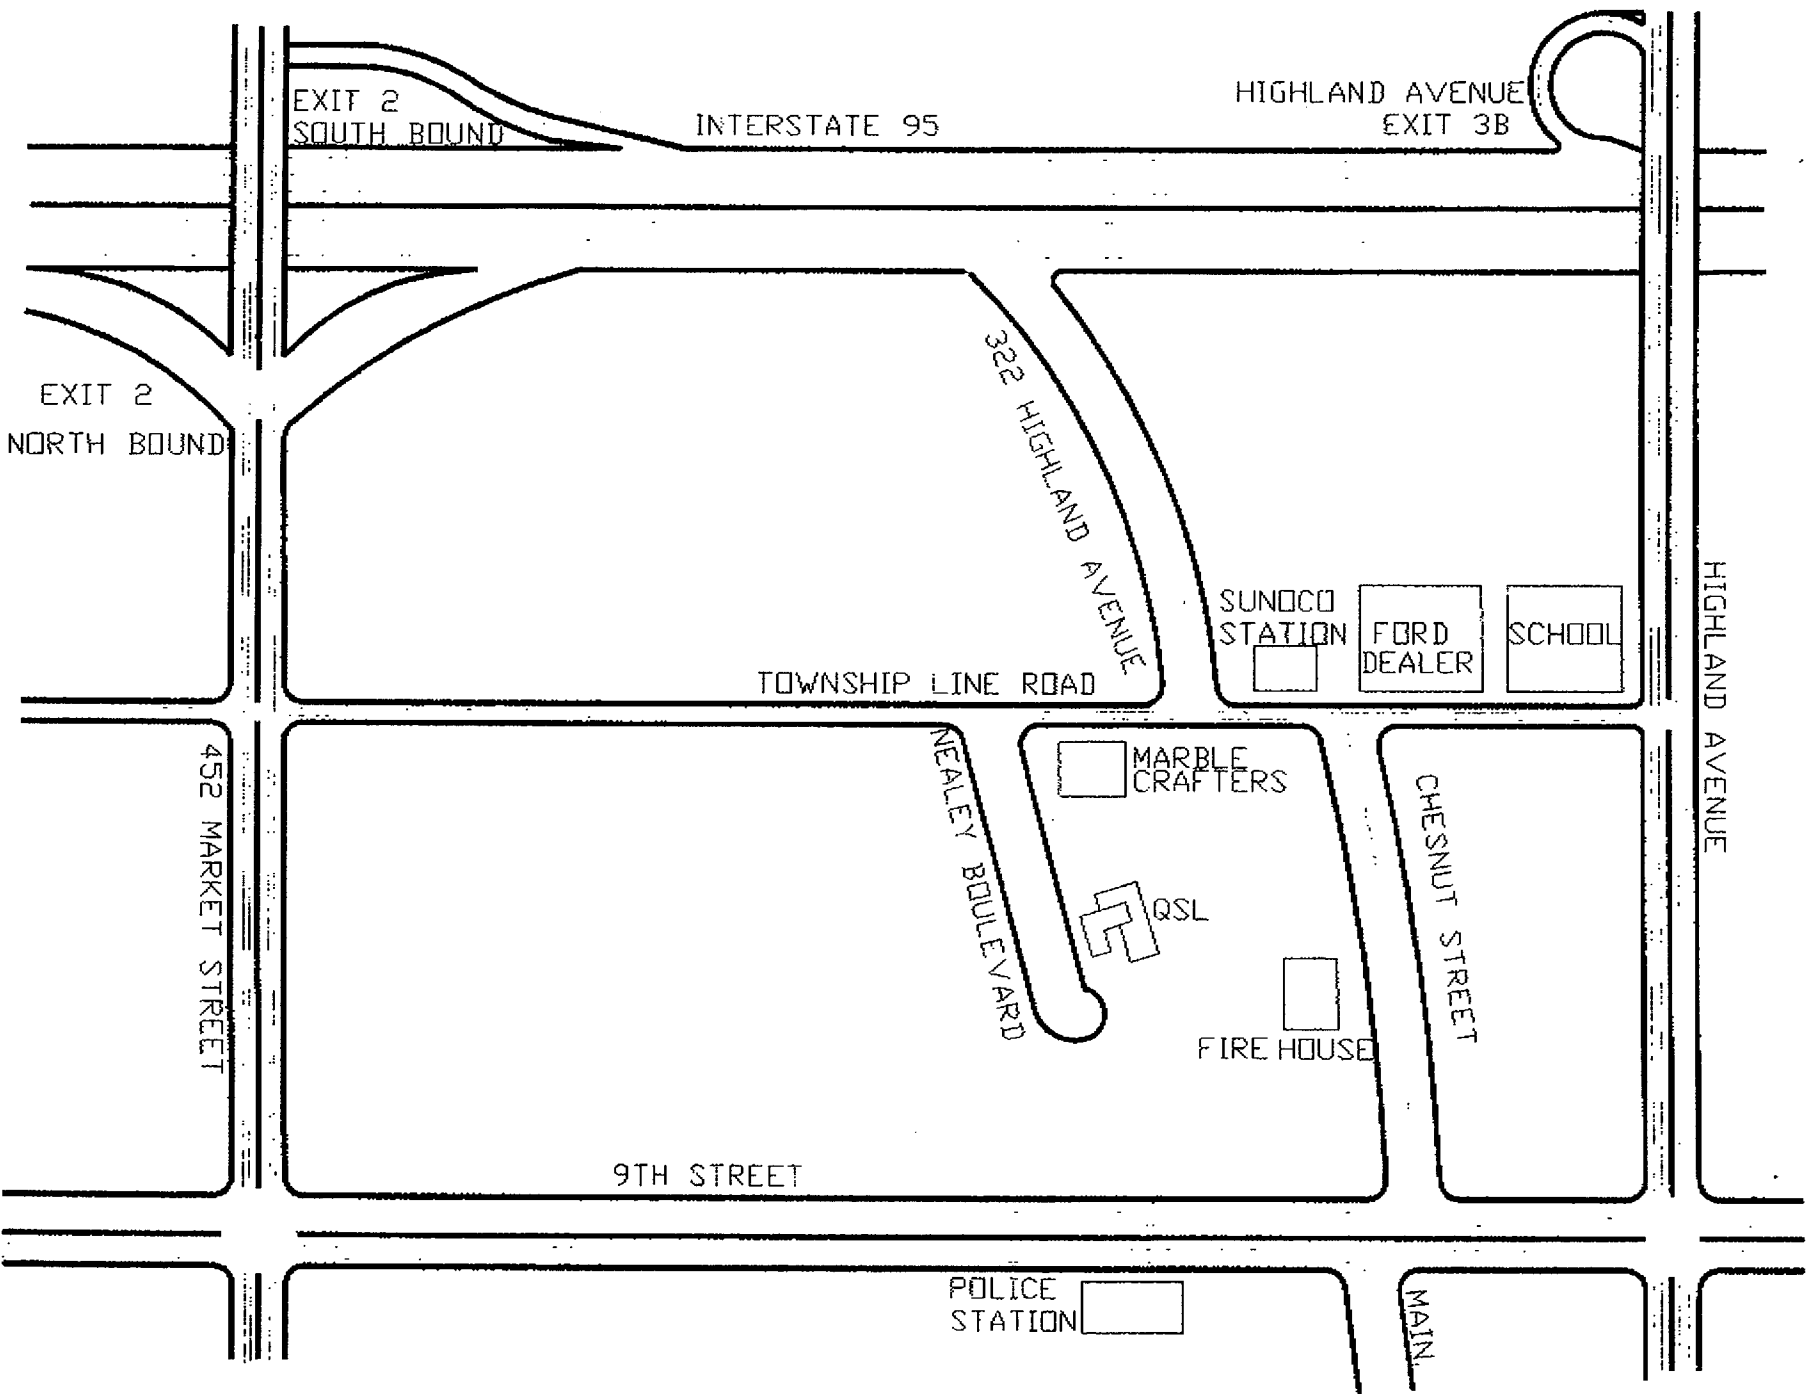 EXIT 2
SOUTH BOUND
INTERSTATE 95
HIGHLAND AVENUE
EXIT 3B
EXIT 2
NORTH BOUND
322 HIGHLAND AVENUE
SUNOCO
STATION
FORD
DEALER
SCHOOL
HIGHLAND AVENUE
TOWNSHIP LINE ROAD
452 MARKET STREET
NEALEY BOULEVARD
MARBLE
CRAFTERS
CHESNUT STREET
QSL
FIRE HOUSE
9TH STREET
POLICE
STATION
MAIN